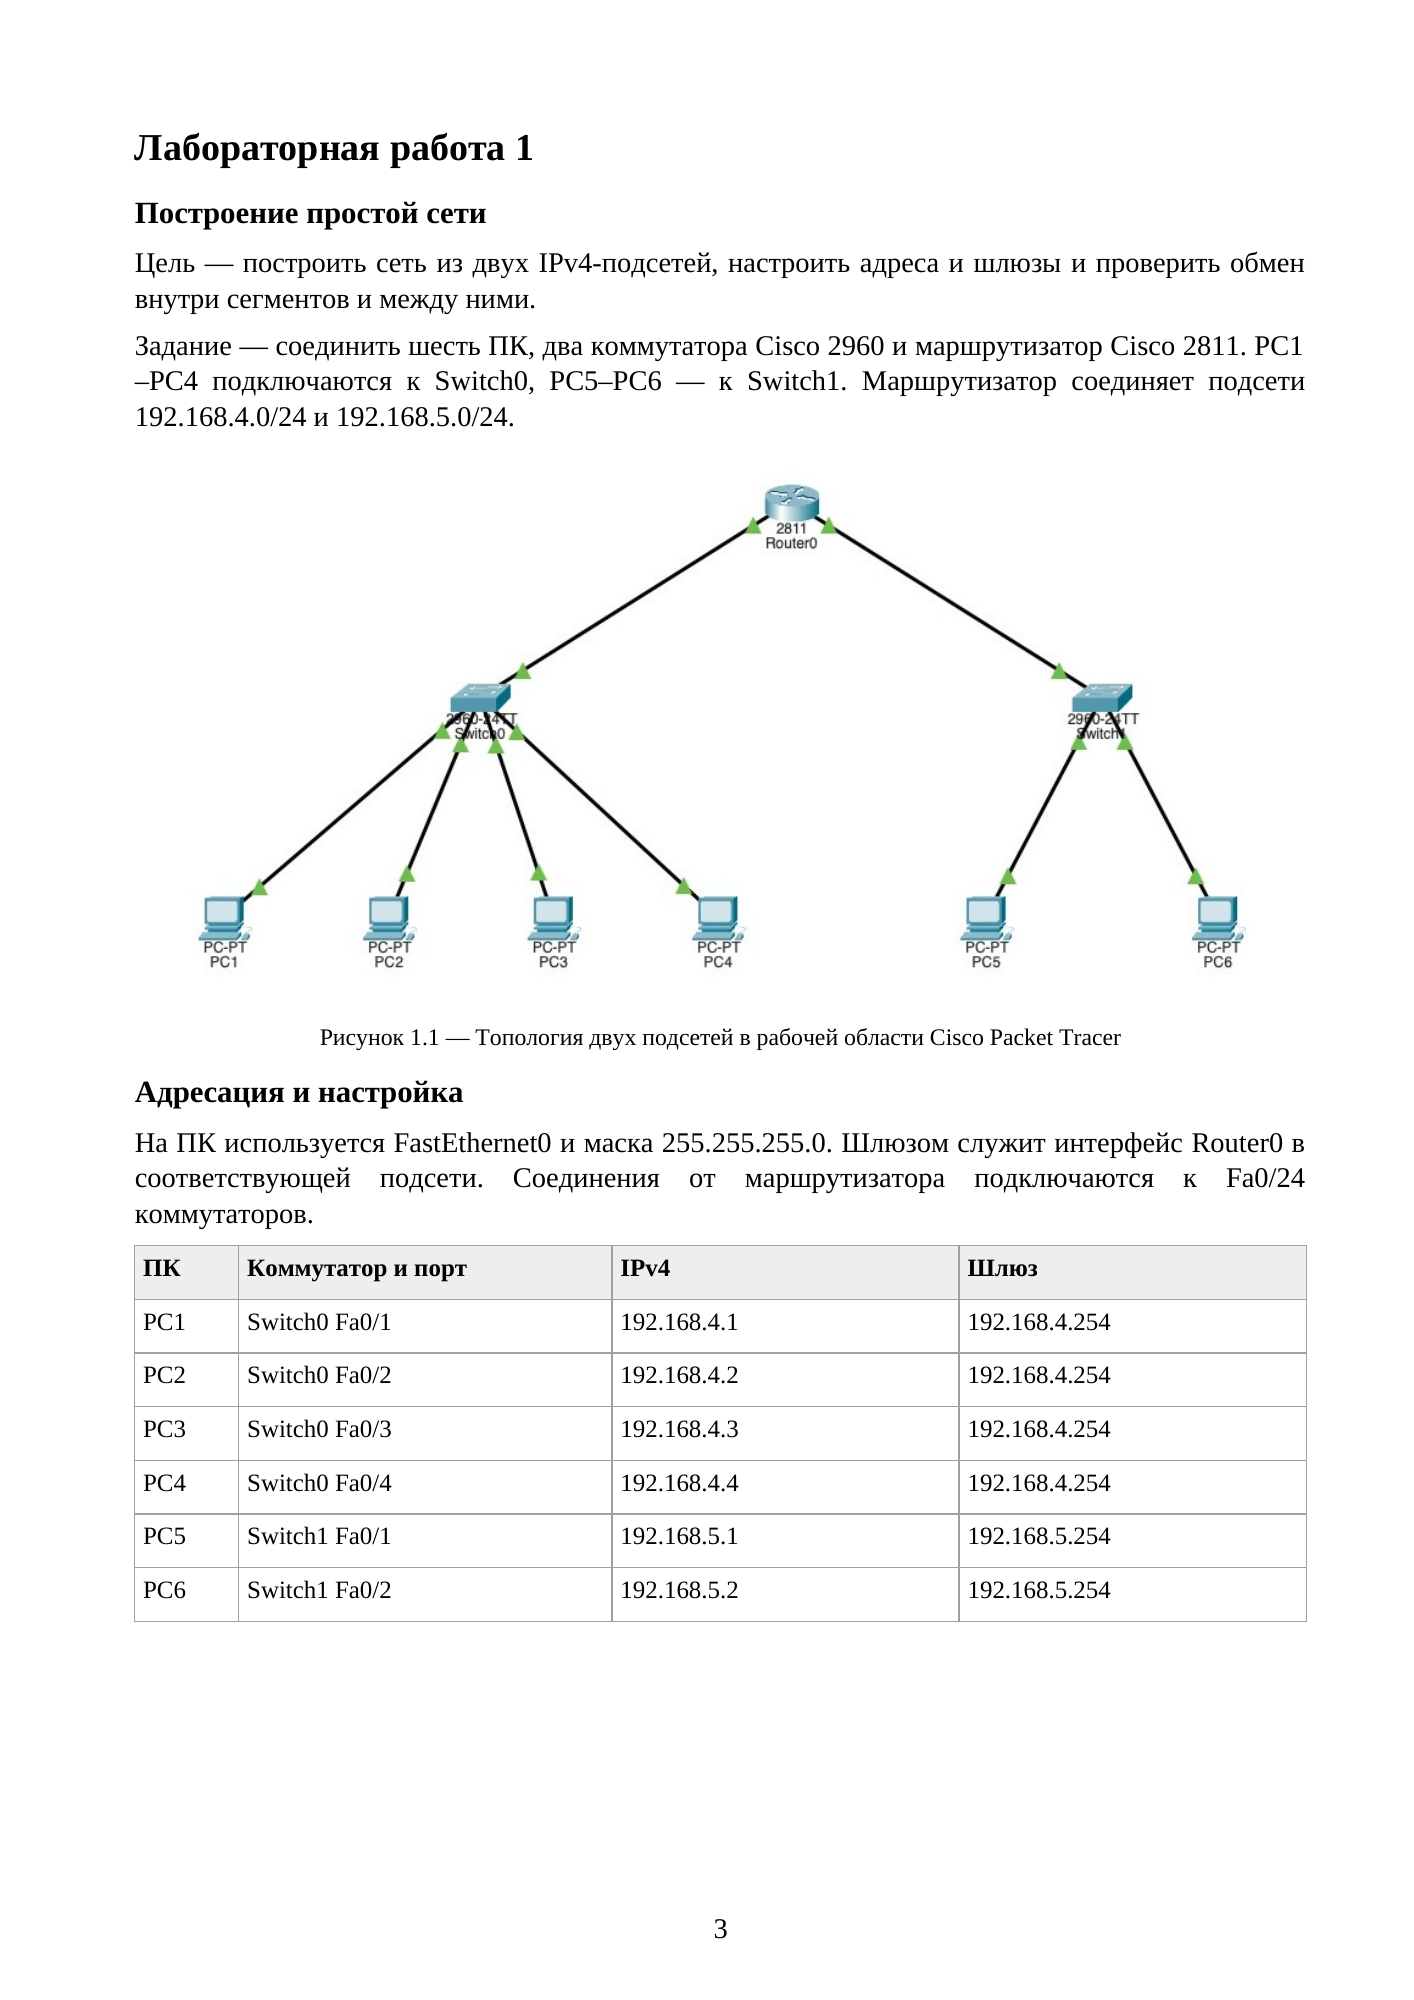 Лабораторная работа 1
Построение простой сети
Цель — построить сеть из двух IPv4-подсетей, настроить адреса и шлюзы и проверить обмен
внутри сегментов и между ними.
Задание — соединить шесть ПК, два коммутатора Cisco 2960 и маршрутизатор Cisco 2811. PC1
–PC4 подключаются к Switch0, PC5–PC6 — к Switch1. Маршрутизатор соединяет подсети
192.168.4.0/24 и 192.168.5.0/24.
2811
Router0
2960-24TT
Switch0
2960-24TT
Switch1
PC-PT
PC1
PC-PT
PC2
PC-PT
PC3
PC-PT
PC4
PC-PT
PC5
PC-PT
PC6
Рисунок 1.1 — Топология двух подсетей в рабочей области Cisco Packet Tracer
Адресация и настройка
На ПК используется FastEthernet0 и маска 255.255.255.0. Шлюзом служит интерфейс Router0 в
соответствующей подсети. Соединения от маршрутизатора подключаются к Fa0/24
коммутаторов.
ПК Коммутатор и порт IPv4 Шлюз
PC1 Switch0 Fa0/1 192.168.4.1 192.168.4.254
PC2 Switch0 Fa0/2 192.168.4.2 192.168.4.254
PC3 Switch0 Fa0/3 192.168.4.3 192.168.4.254
PC4 Switch0 Fa0/4 192.168.4.4 192.168.4.254
PC5 Switch1 Fa0/1 192.168.5.1 192.168.5.254
PC6 Switch1 Fa0/2 192.168.5.2 192.168.5.254
3